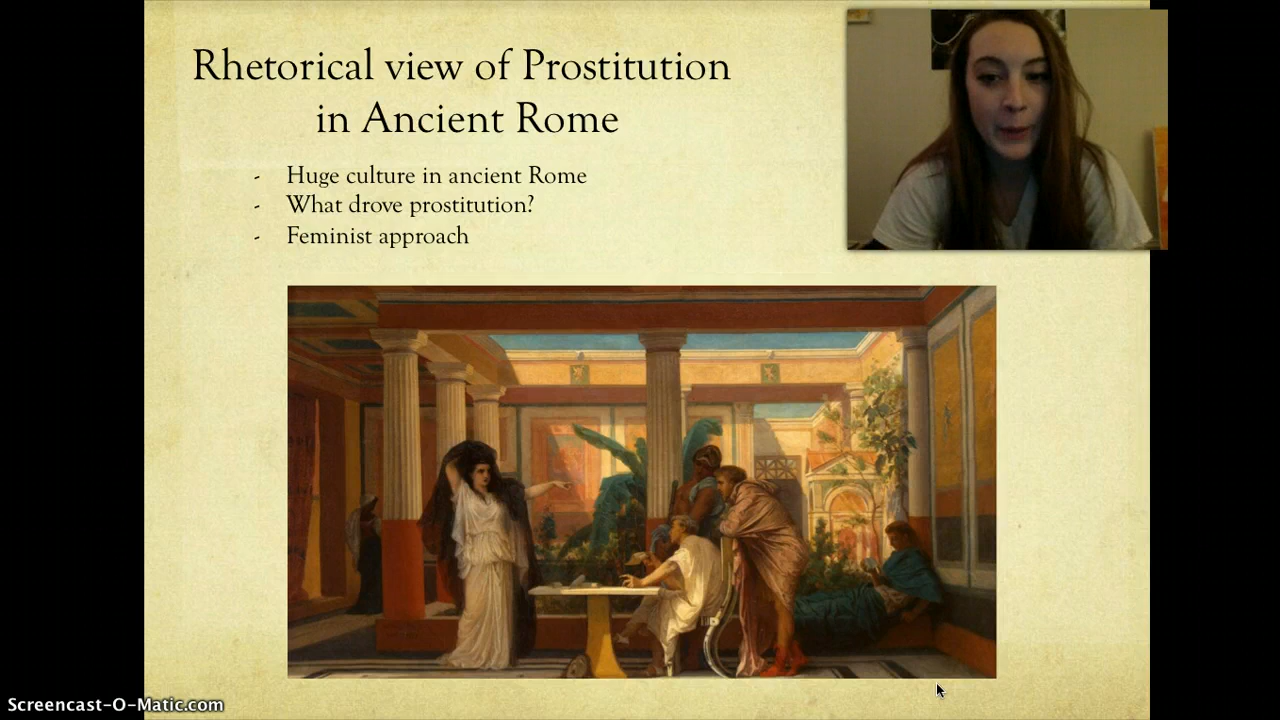 Rhetorical view of Prostitution
in Ancient Rome
- Huge culture in ancient Rome
- What drove prostitution?
- Feminist approach
Screencast-O-Matic.com